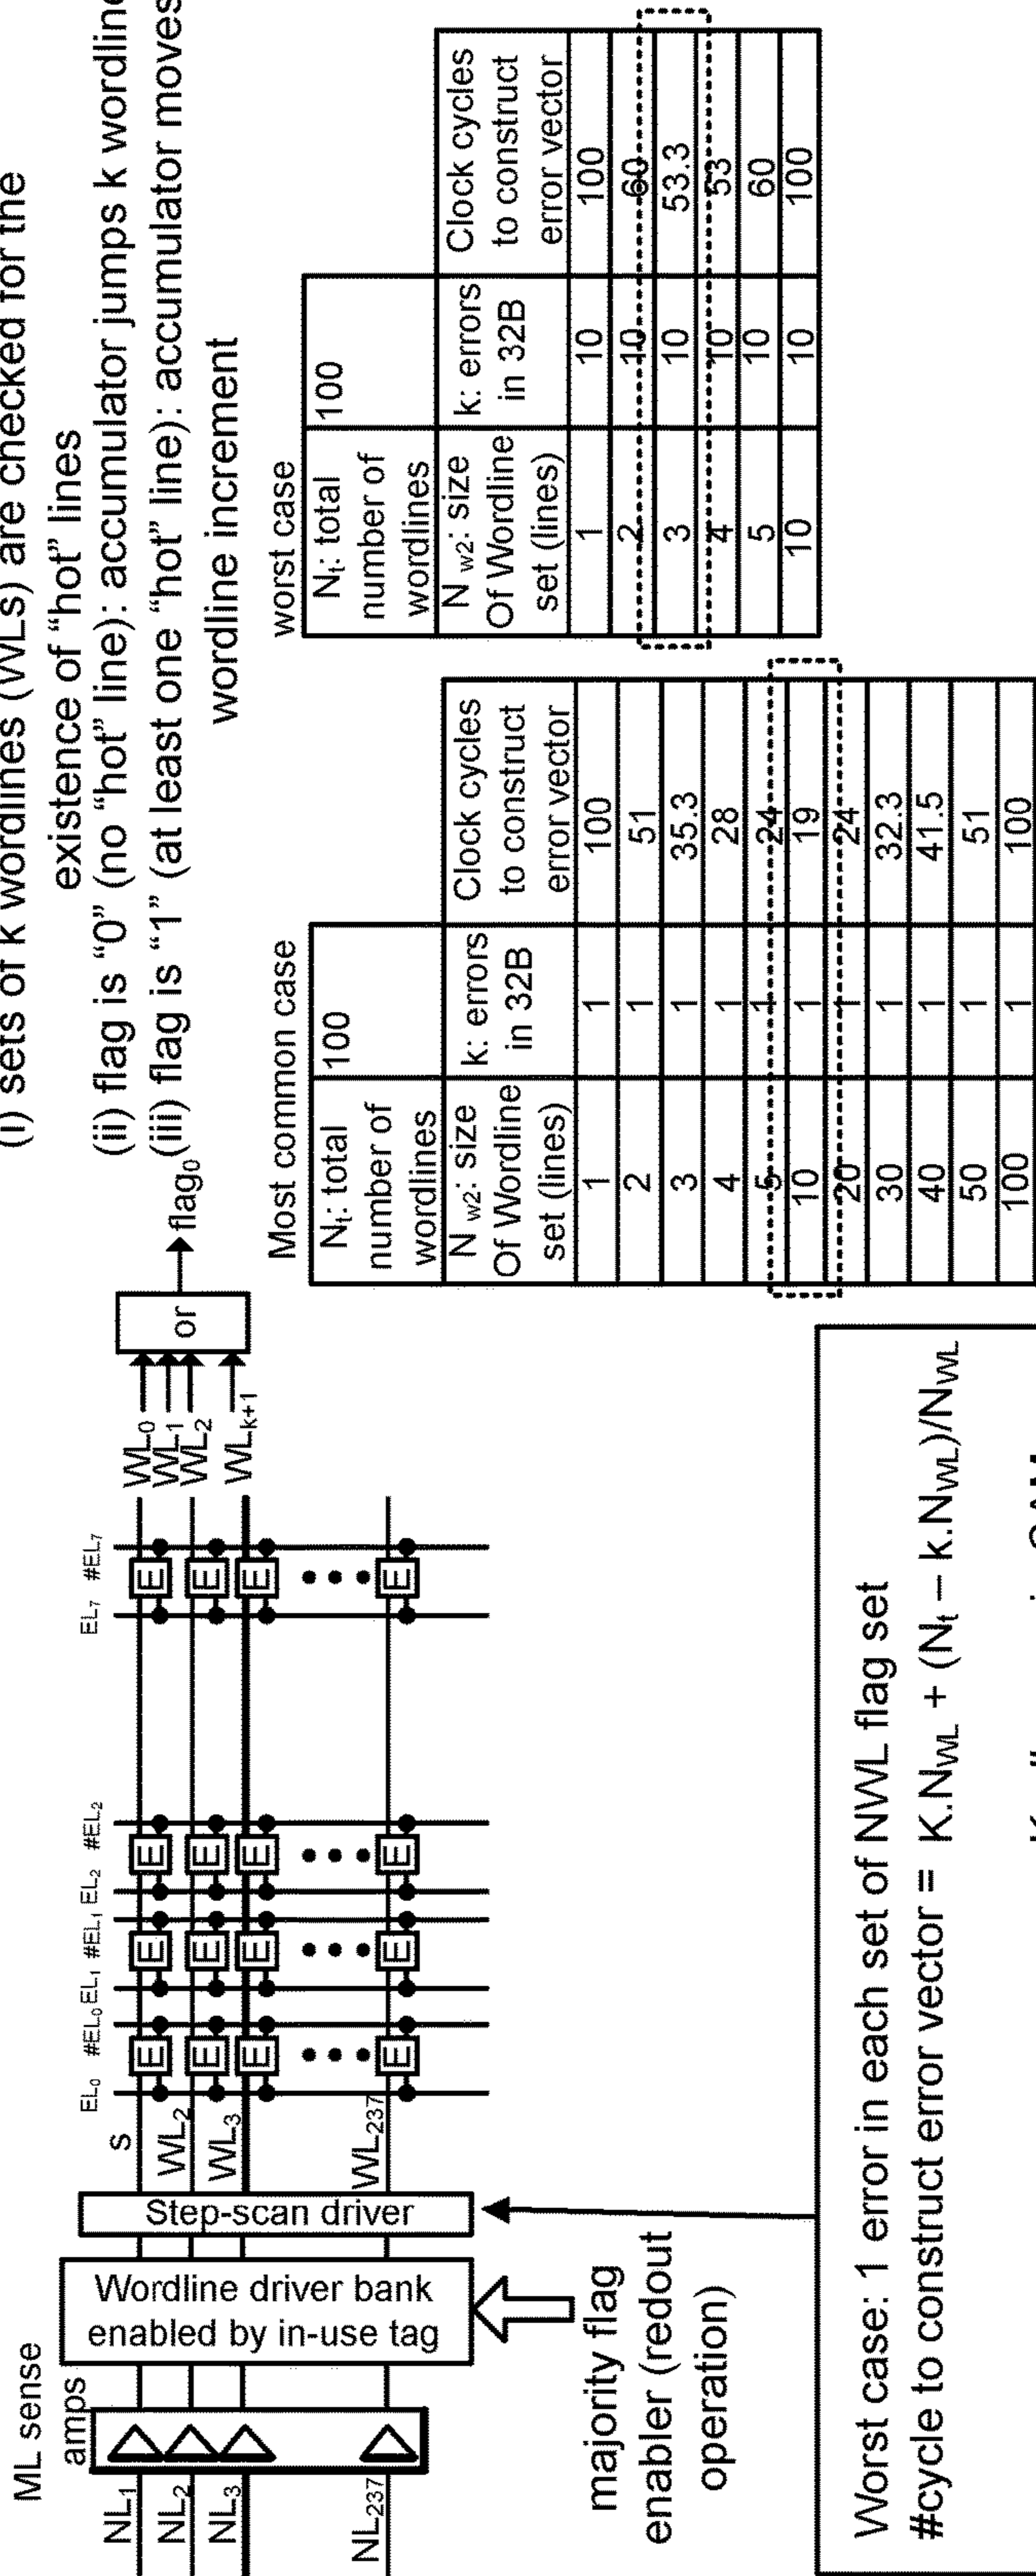 (i) sets of k wordlines (WLs) are checked for the
existence of “hot” lines
(ii) flag is “0” (no “hot” line): accumulator jumps k wordline
(iii) flag is “1” (at least one “hot” line): accumulator moves
wordline increment
ML sense
amps
NL1
NL2
NL3
NL237
Wordline driver bank
enabled by in-use tag
Step-scan driver
majority flag
enabler (redout
operation)
S
WL2
WL3
WL237
EL0 #EL0 EL1 #EL1 EL2 #EL2 EL7 #EL7
E E E E
E E E E
E E E E
E E E E
WL0
WL1
WL2
WLk+1
or
flag0
Most common case
Nt: total
number of
wordlines
100
N w2: size
Of Wordline
set (lines)
k: errors
in 32B
Clock cycles
to construct
error vector
1 1 100
2 1 51
3 1 35.3
4 1 28
5 1 24
10 1 19
20 1 24
30 1 32.3
40 1 41.5
50 1 51
100 1 100
worst case
Nt: total
number of
wordlines
100
N w2: size
Of Wordline
set (lines)
k: errors
in 32B
Clock cycles
to construct
error vector
1 10 100
2 10 60
3 10 53.3
4 10 53
5 10 60
10 10 100
Worst case: 1 error in each set of NWL flag set
#cycle to construct error vector = K.NWL + (Nt – k.NWL)/NWL